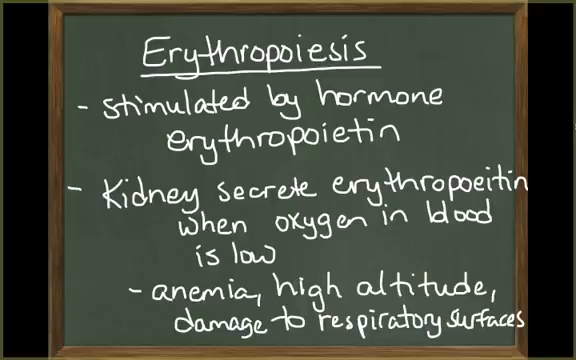 Erythropoiesis
- stimulated by hormone
erythropoietin
- Kidney secrete erythropoeitin
when oxygen in blood
is low
- anemia, high altitude,
damage to respiratory surfaces